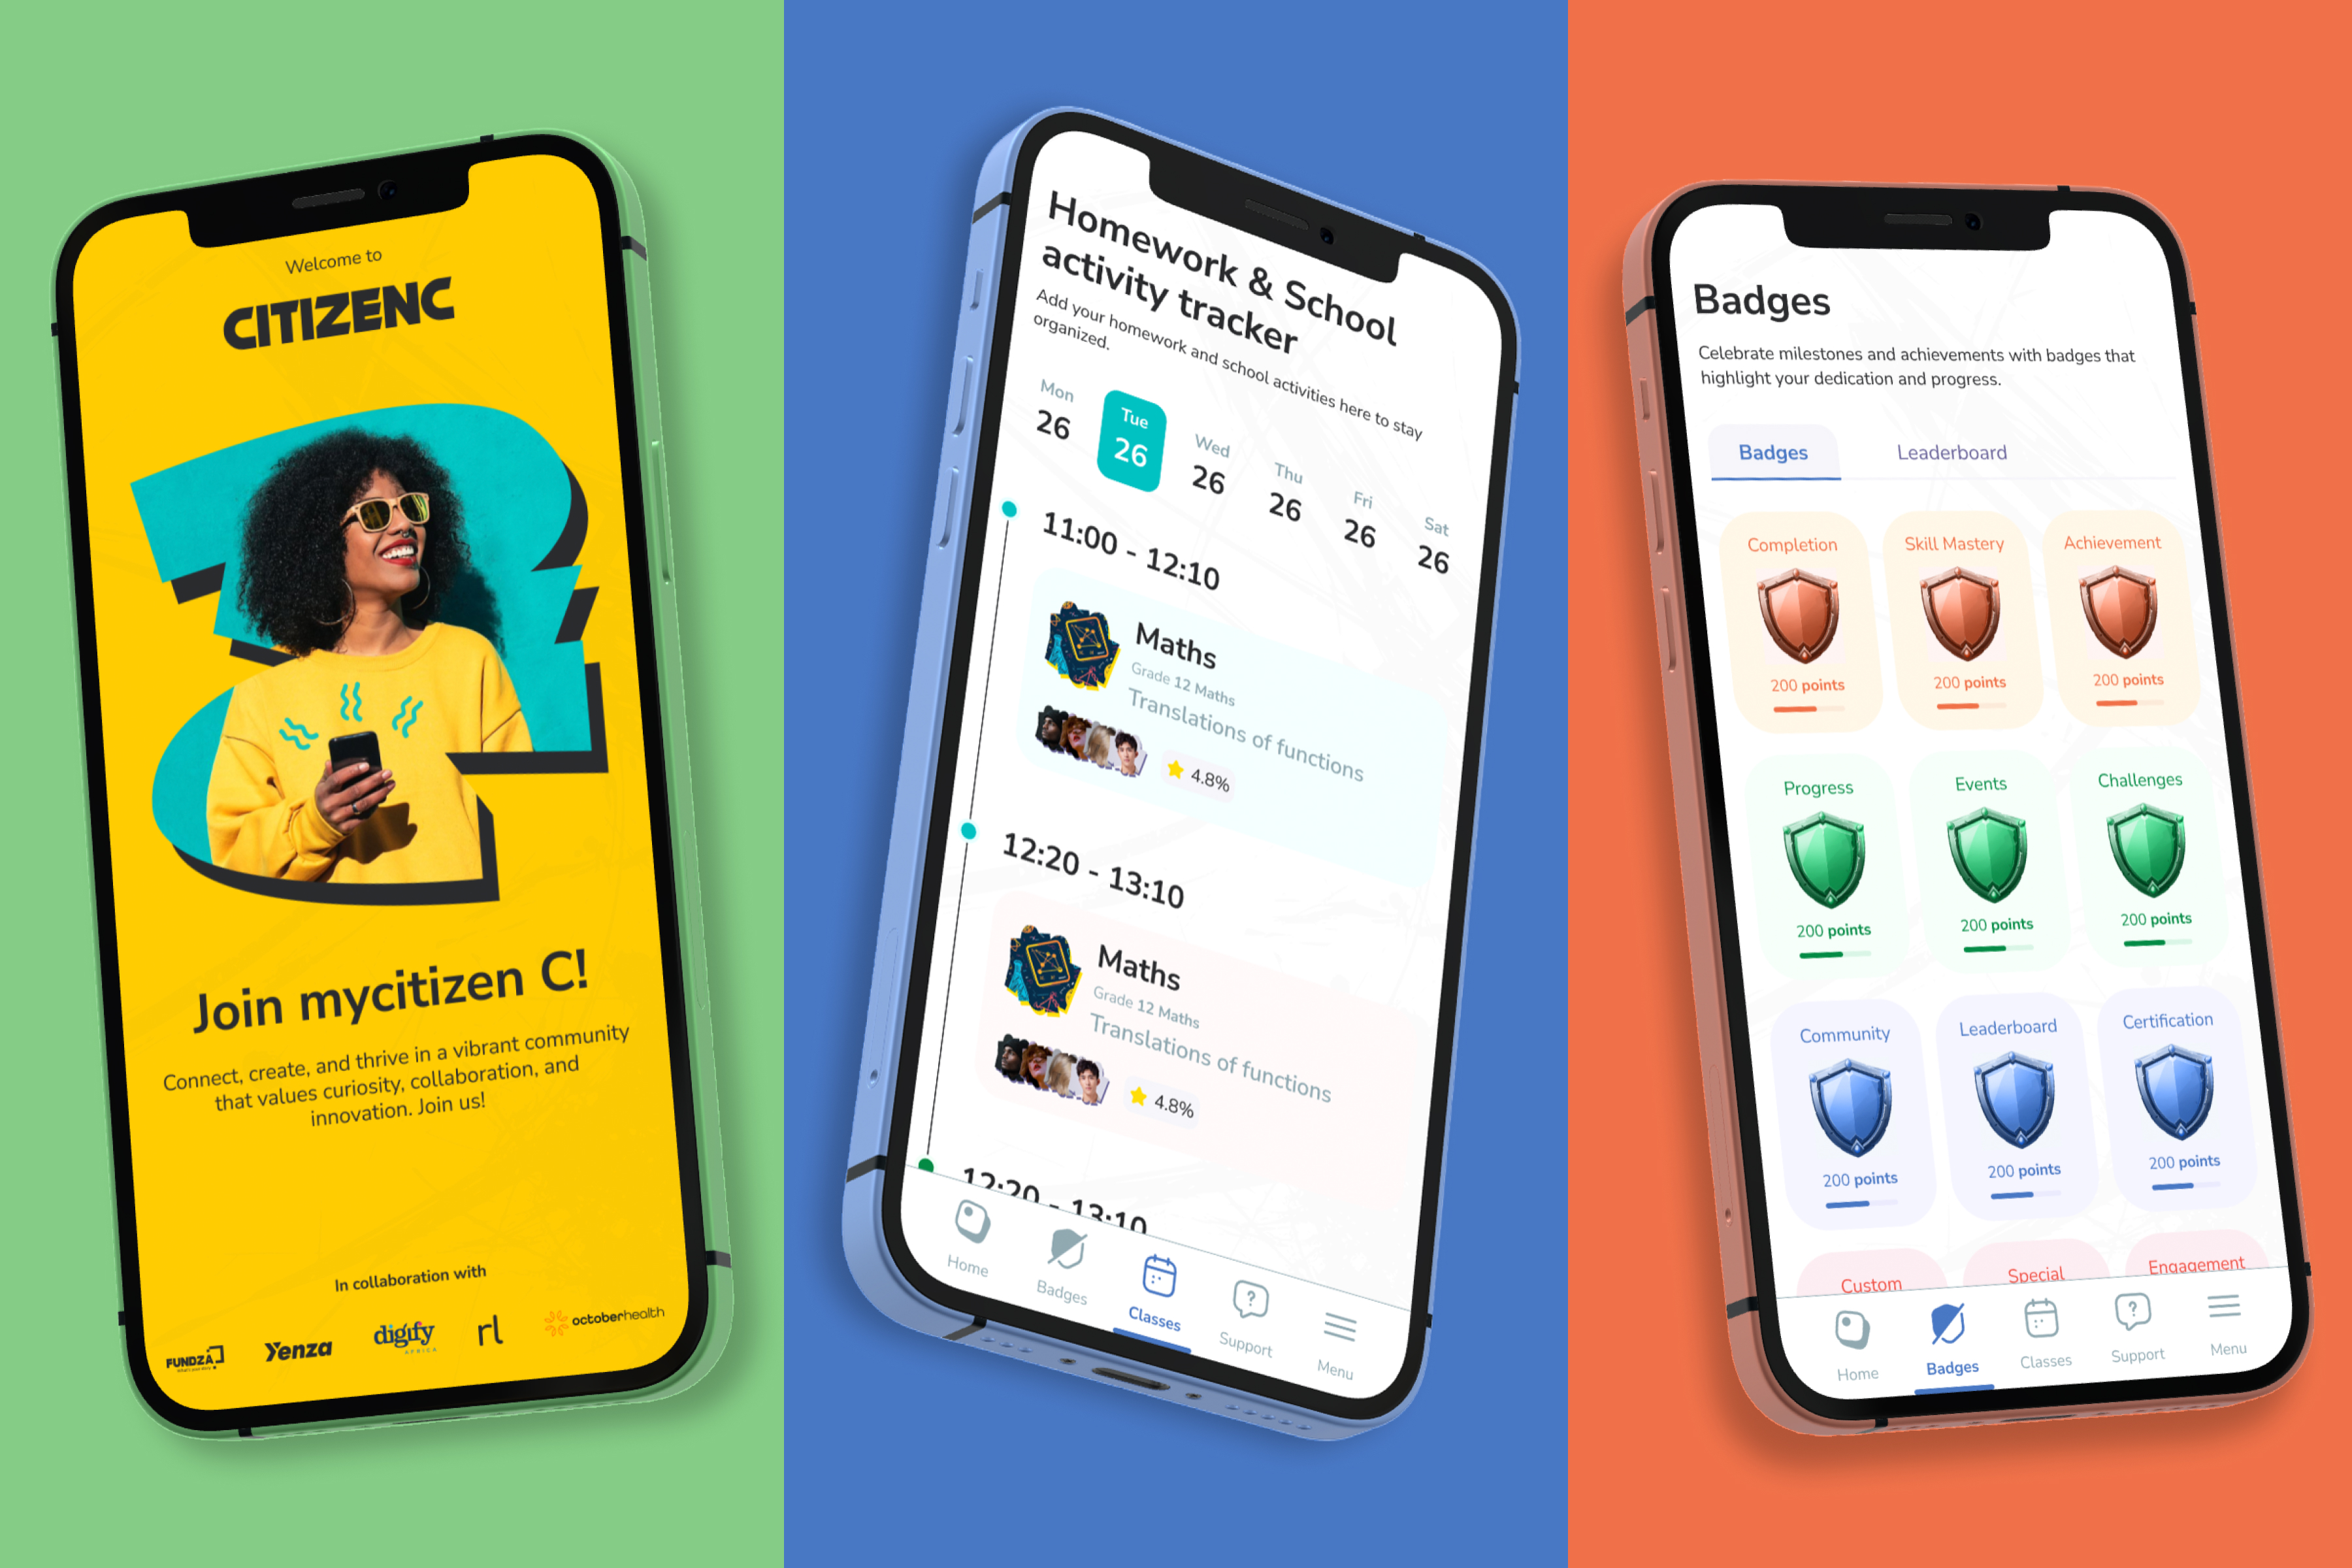 Welcome to
CITIZENC
Join mycitizen C!
Connect, create, and thrive in a vibrant community
that values curiosity, collaboration, and
innovation. Join us!
In collaboration with
FUNDZA
Yenza
digify
AFRICA
rl
octoberhealth
Homework & School
activity tracker
Add your homework and school activities here to stay
organized.
Mon Tue Wed Thu Fri Sat
26 26 26 26 26 26
11:00 - 12:10
Maths
Grade 12 Maths
Translations of functions
4.8%
12:20 - 13:10
Maths
Grade 12 Maths
Translations of functions
4.8%
12:20 - 13:10
Home Badges Classes Support Menu
Badges
Celebrate milestones and achievements with badges that
highlight your dedication and progress.
Badges Leaderboard
Completion Skill Mastery Achievement
200 points 200 points 200 points
Progress Events Challenges
200 points 200 points 200 points
Community Leaderboard Certification
200 points 200 points 200 points
Custom Special Engagement
Home Badges Classes Support Menu